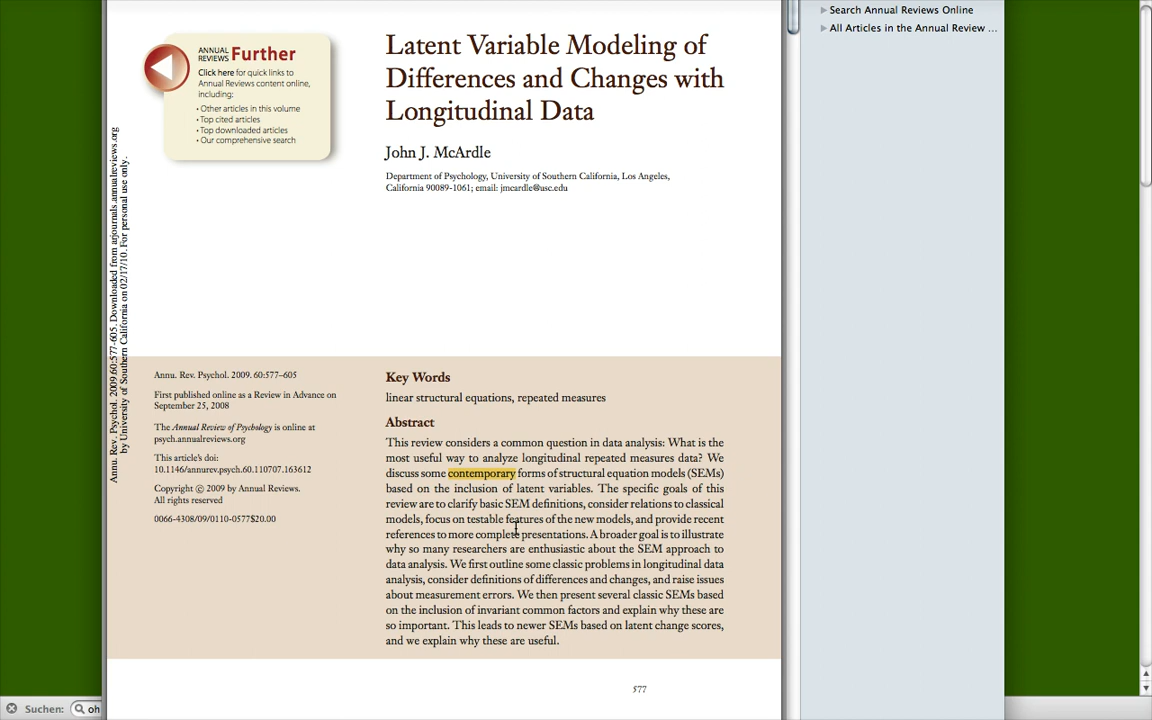 Search Annual Reviews Online
All Articles in the Annual Review ...
ANNUAL REVIEWS Further
Click here for quick links to
Annual Reviews content online,
including:
• Other articles in this volume
• Top cited articles
• Top downloaded articles
• Our comprehensive search
Latent Variable Modeling of
Differences and Changes with
Longitudinal Data
John J. McArdle
Department of Psychology, University of Southern California, Los Angeles,
California 90089-1061; email: jmcardle@usc.edu
Annu. Rev. Psychol. 2009.60:577-605. Downloaded from arjournals.annualreviews.org
by University of Southern California on 02/17/10. For personal use only.
Annu. Rev. Psychol. 2009. 60:577–605
First published online as a Review in Advance on
September 25, 2008
The Annual Review of Psychology is online at
psych.annualreviews.org
This article's doi:
10.1146/annurev.psych.60.110707.163612
Copyright © 2009 by Annual Reviews.
All rights reserved
0066-4308/09/0110-0577$20.00
Key Words
linear structural equations, repeated measures
Abstract
This review considers a common question in data analysis: What is the
most useful way to analyze longitudinal repeated measures data? We
discuss some contemporary forms of structural equation models (SEMs)
based on the inclusion of latent variables. The specific goals of this
review are to clarify basic SEM definitions, consider relations to classical
models, focus on testable features of the new models, and provide recent
references to more complete presentations. A broader goal is to illustrate
why so many researchers are enthusiastic about the SEM approach to
data analysis. We first outline some classic problems in longitudinal data
analysis, consider definitions of differences and changes, and raise issues
about measurement errors. We then present several classic SEMs based
on the inclusion of invariant common factors and explain why these are
so important. This leads to newer SEMs based on latent change scores,
and we explain why these are useful.
577
Suchen: oh